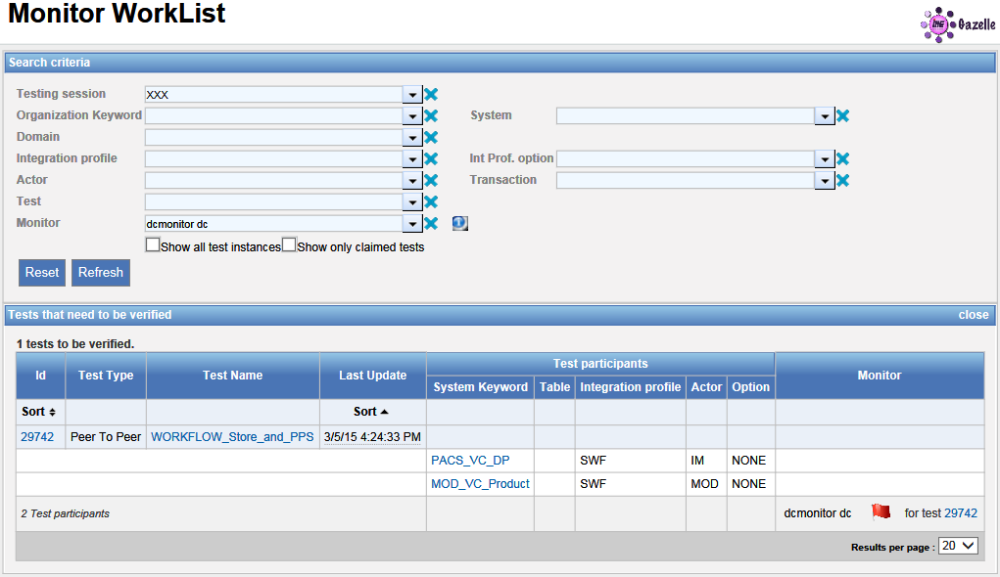 Monitor WorkList
IHE Gazelle
Search criteria
Testing session XXX
Organization Keyword System
Domain
Integration profile Int Prof. option
Actor Transaction
Test
Monitor dcmonitor dc
Show all test instances Show only claimed tests
Reset Refresh
Tests that need to be verified close
1 tests to be verified.
Id Test Type Test Name Last Update Test participants Monitor
System Keyword Table Integration profile Actor Option
Sort Sort
29742 Peer To Peer WORKFLOW_Store_and_PPS 3/5/15 4:24:33 PM
PACS_VC_DP SWF IM NONE
MOD_VC_Product SWF MOD NONE
2 Test participants dcmonitor dc for test 29742
Results per page : 20